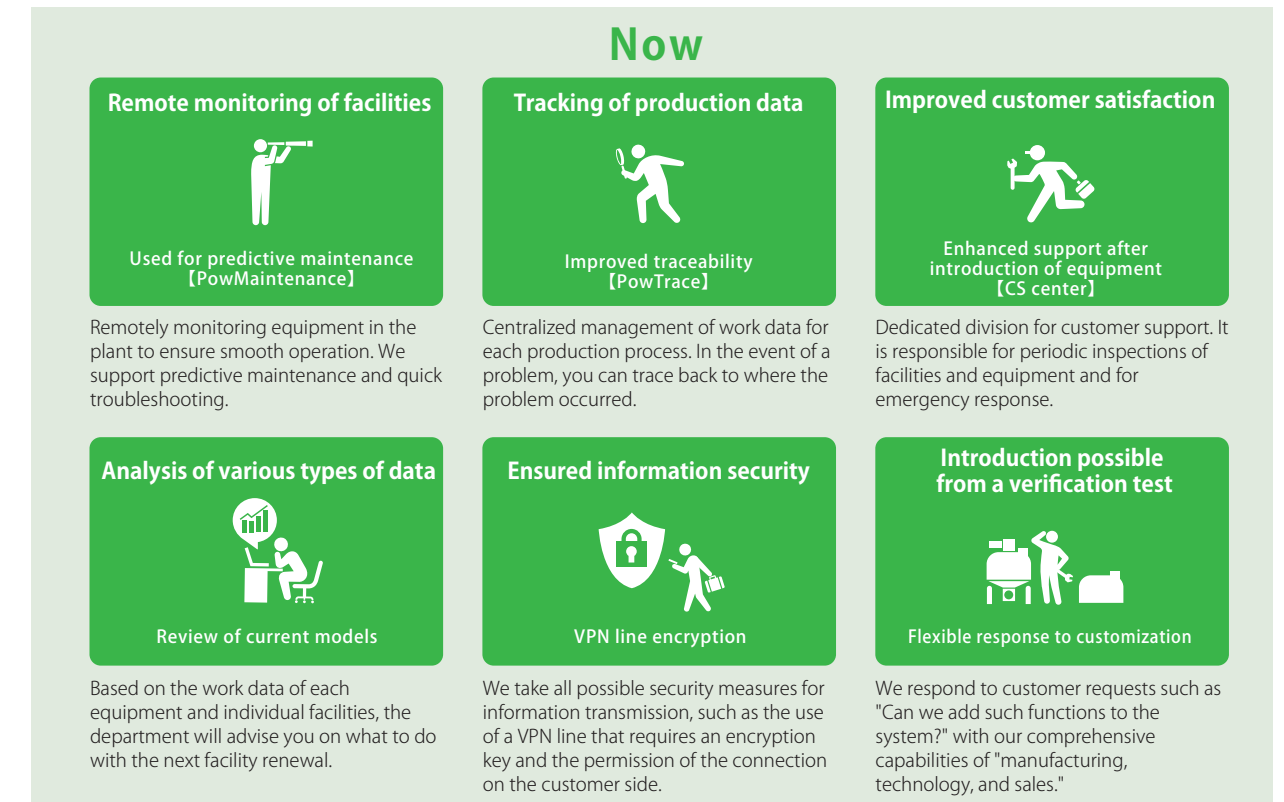 Now
Remote monitoring of facilities
Used for predictive maintenance
【PowMaintenance】
Remotely monitoring equipment in the
plant to ensure smooth operation. We
support predictive maintenance and quick
troubleshooting.
Tracking of production data
Improved traceability
【PowTrace】
Centralized management of work data for
each production process. In the event of a
problem, you can trace back to where the
problem occurred.
Improved customer satisfaction
Enhanced support after
introduction of equipment
【CS center】
Dedicated division for customer support. It
is responsible for periodic inspections of
facilities and equipment and for
emergency response.
Analysis of various types of data
Review of current models
Based on the work data of each
equipment and individual facilities, the
department will advise you on what to do
with the next facility renewal.
Ensured information security
VPN line encryption
We take all possible security measures for
information transmission, such as the use
of a VPN line that requires an encryption
key and the permission of the connection
on the customer side.
Introduction possible
from a verification test
Flexible response to customization
We respond to customer requests such as
"Can we add such functions to the
system?" with our comprehensive
capabilities of "manufacturing,
technology, and sales."